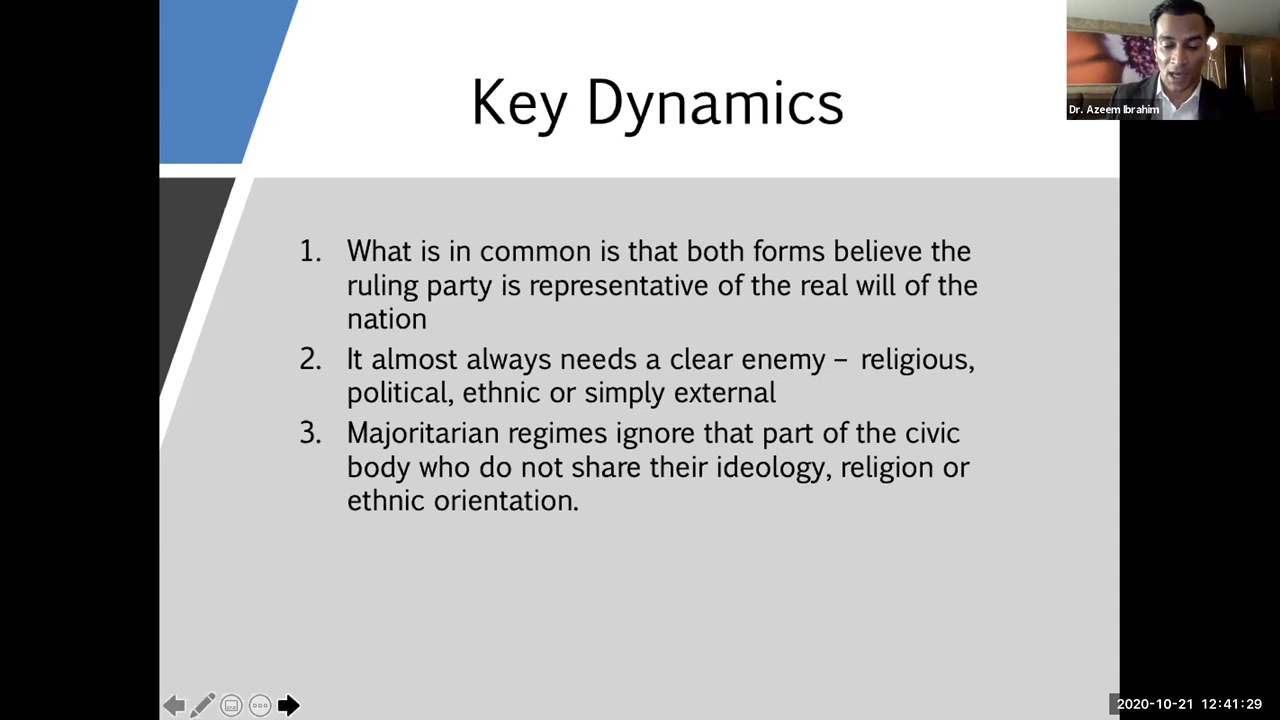 Key Dynamics
Dr. Azeem Ibrahim
1. What is in common is that both forms believe the
ruling party is representative of the real will of the
nation
2. It almost always needs a clear enemy – religious,
political, ethnic or simply external
3. Majoritarian regimes ignore that part of the civic
body who do not share their ideology, religion or
ethnic orientation.
2020-10-21 12:41:29